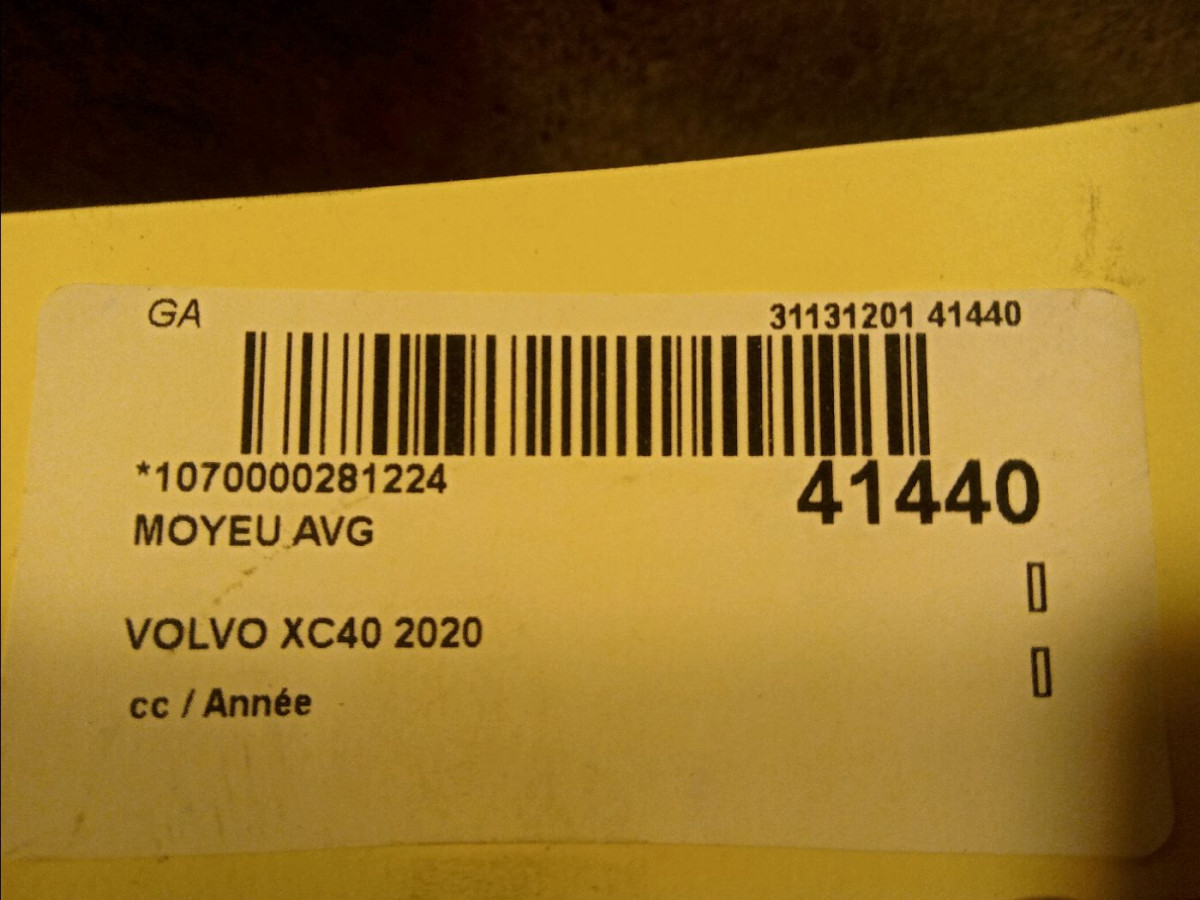 GA
31131201 41440
*1070000281224
41440
MOYEU AVG
VOLVO XC40 2020
cc / Année